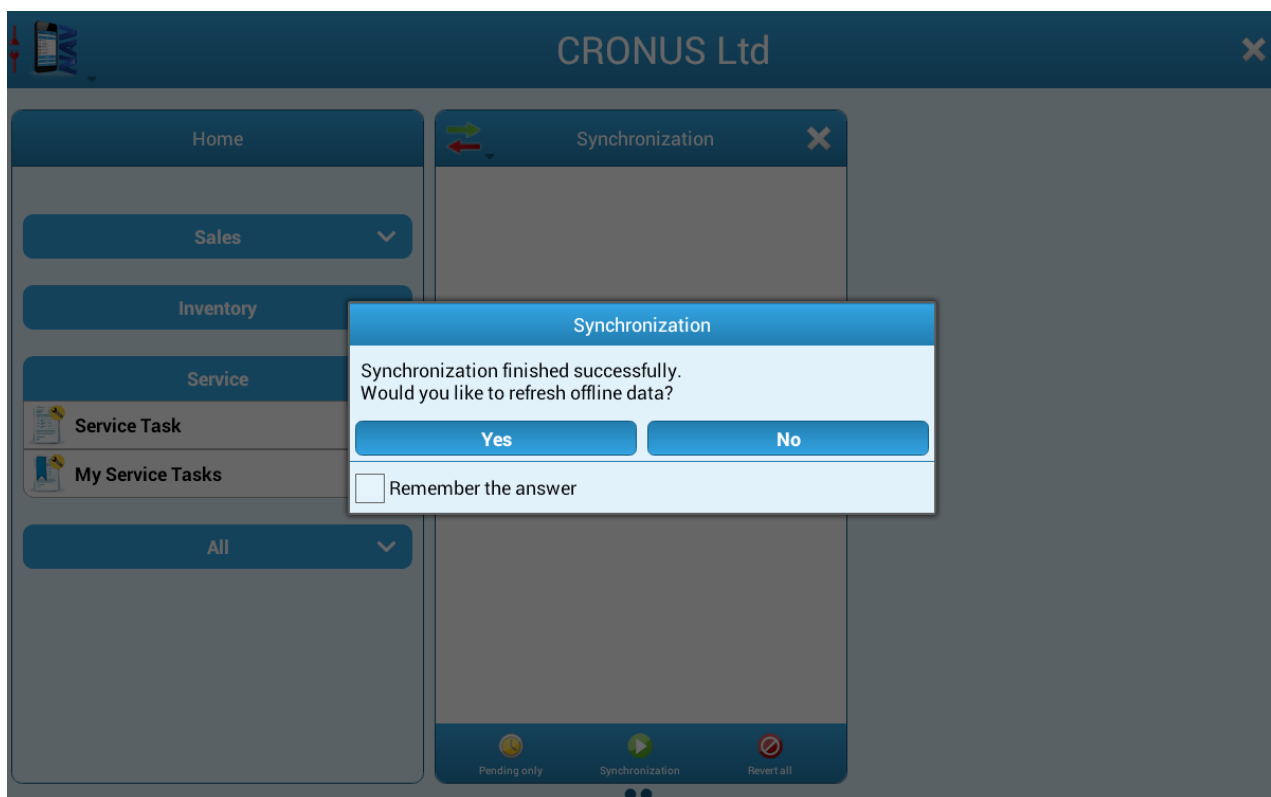 NAV
CRONUS Ltd
Home
Synchronization
Sales
Inventory
Service
Service Task
My Service Tasks
All
Synchronization
Synchronization finished successfully.
Would you like to refresh offline data?
Yes
No
Remember the answer
Pending only
Synchronization
Revert all